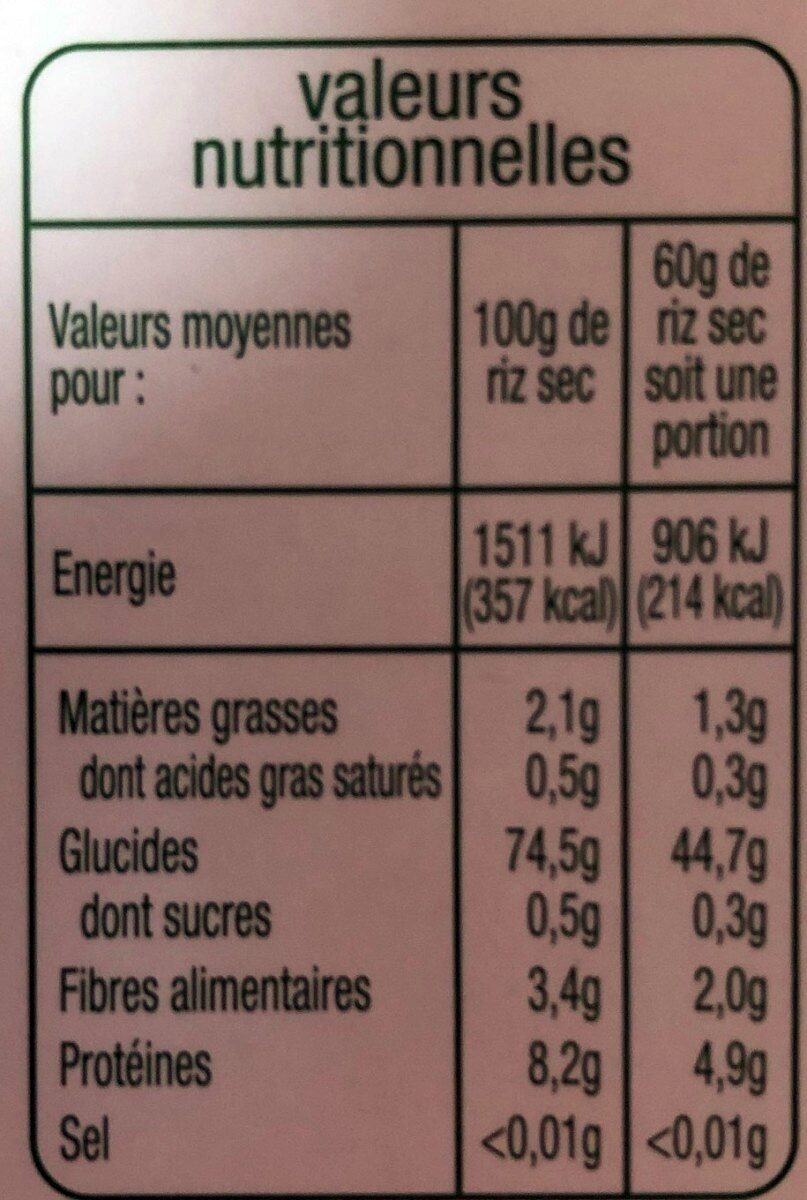 valeurs
nutritionnelles
Valeurs moyennes
pour :
100g de
riz sec
60g de
riz sec
soit une
portion
Energie
1511 kJ
(357 kcal)
906 kJ
(214 kcal)
Matières grasses 2,1g 1,3g
dont acides gras saturés 0,5g 0,3g
Glucides 74,5g 44,7g
dont sucres 0,5g 0,3g
Fibres alimentaires 3,4g 2,0g
Protéines 8,2g 4,9g
Sel <0,01g <0,01g